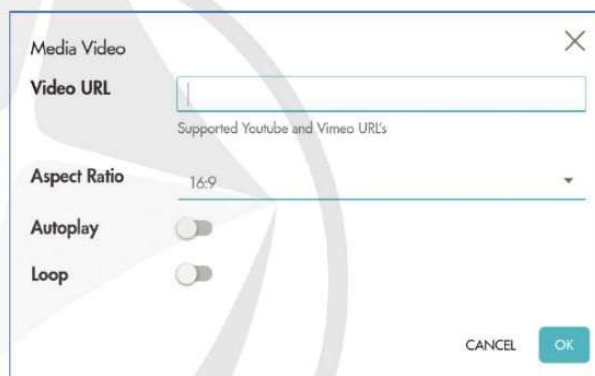 Media Video
Video URL
Supported Youtube and Vimeo URL's
Aspect Ratio 16:9
Autoplay
Loop
CANCEL OK